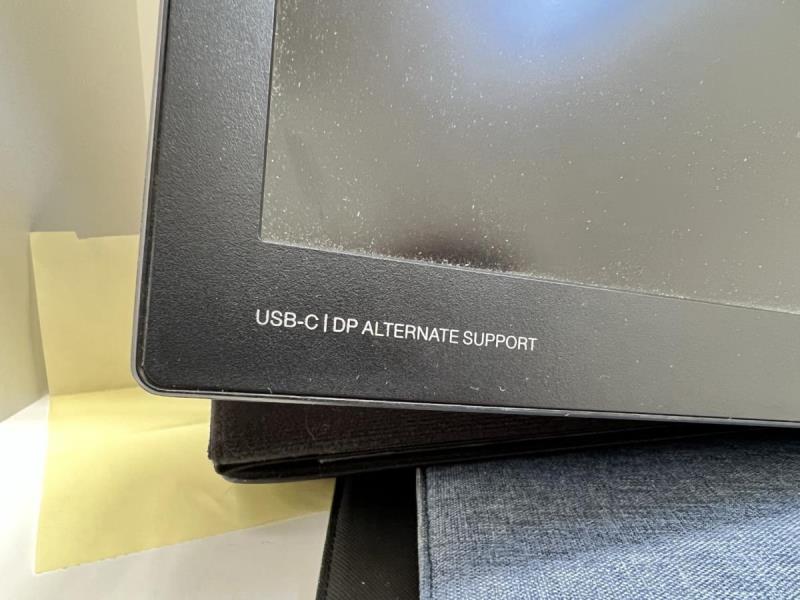 USB-C | DP ALTERNATE SUPPORT